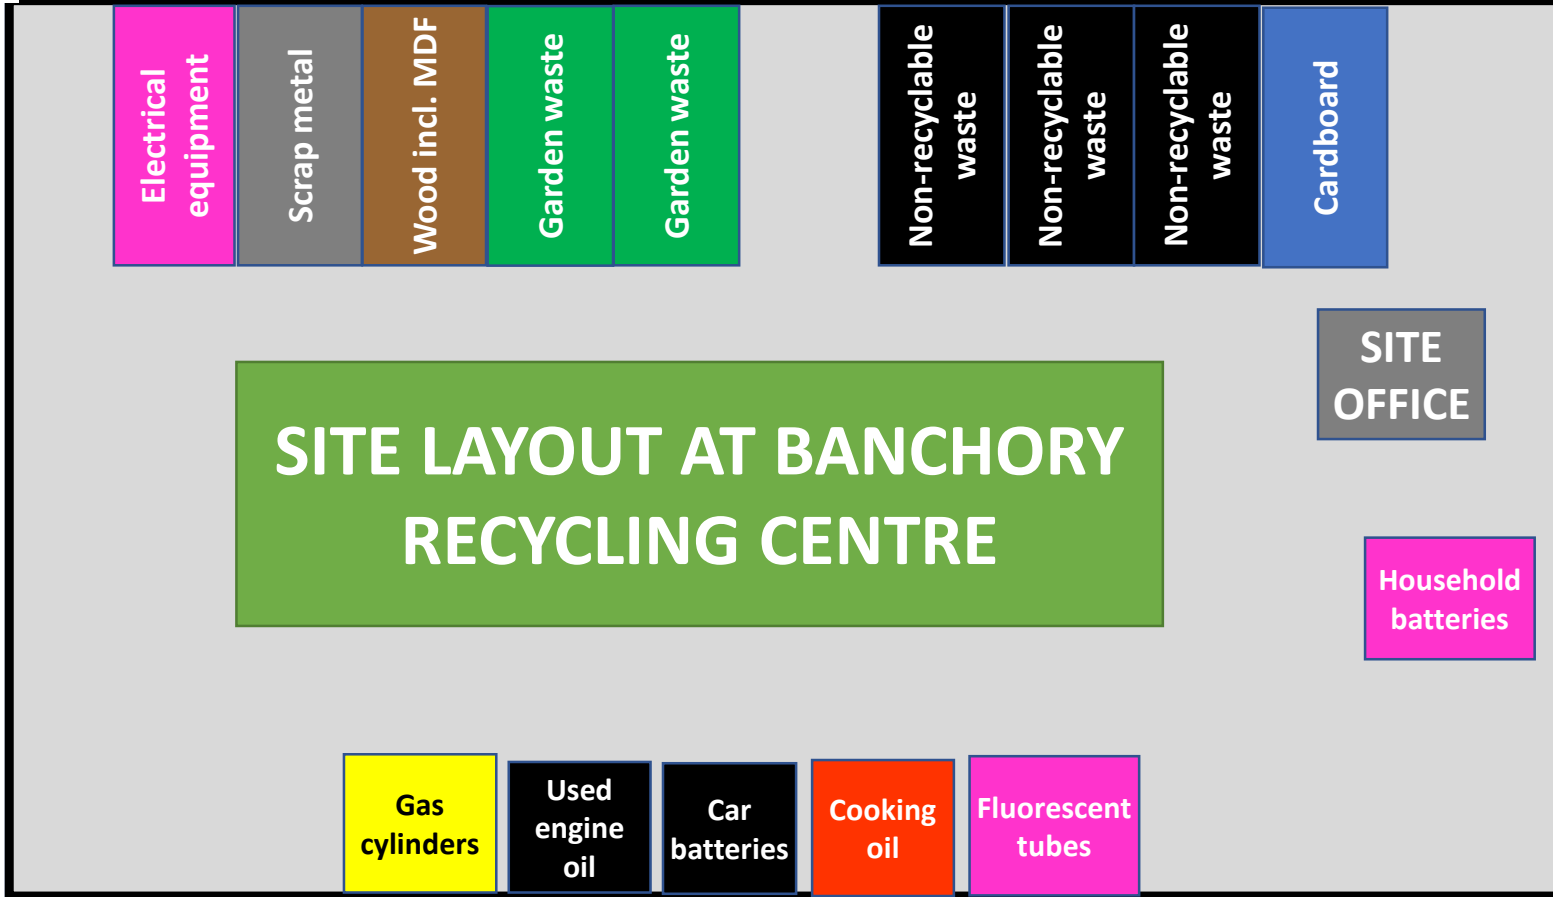 Electrical
equipment
Scrap metal
Wood incl. MDF
Garden waste
Garden waste
Non-recyclable
waste
Non-recyclable
waste
Non-recyclable
waste
Cardboard
SITE
OFFICE
SITE LAYOUT AT BANCHORY
RECYCLING CENTRE
Household
batteries
Gas
cylinders
Used
engine
oil
Car
batteries
Cooking
oil
Fluorescent
tubes